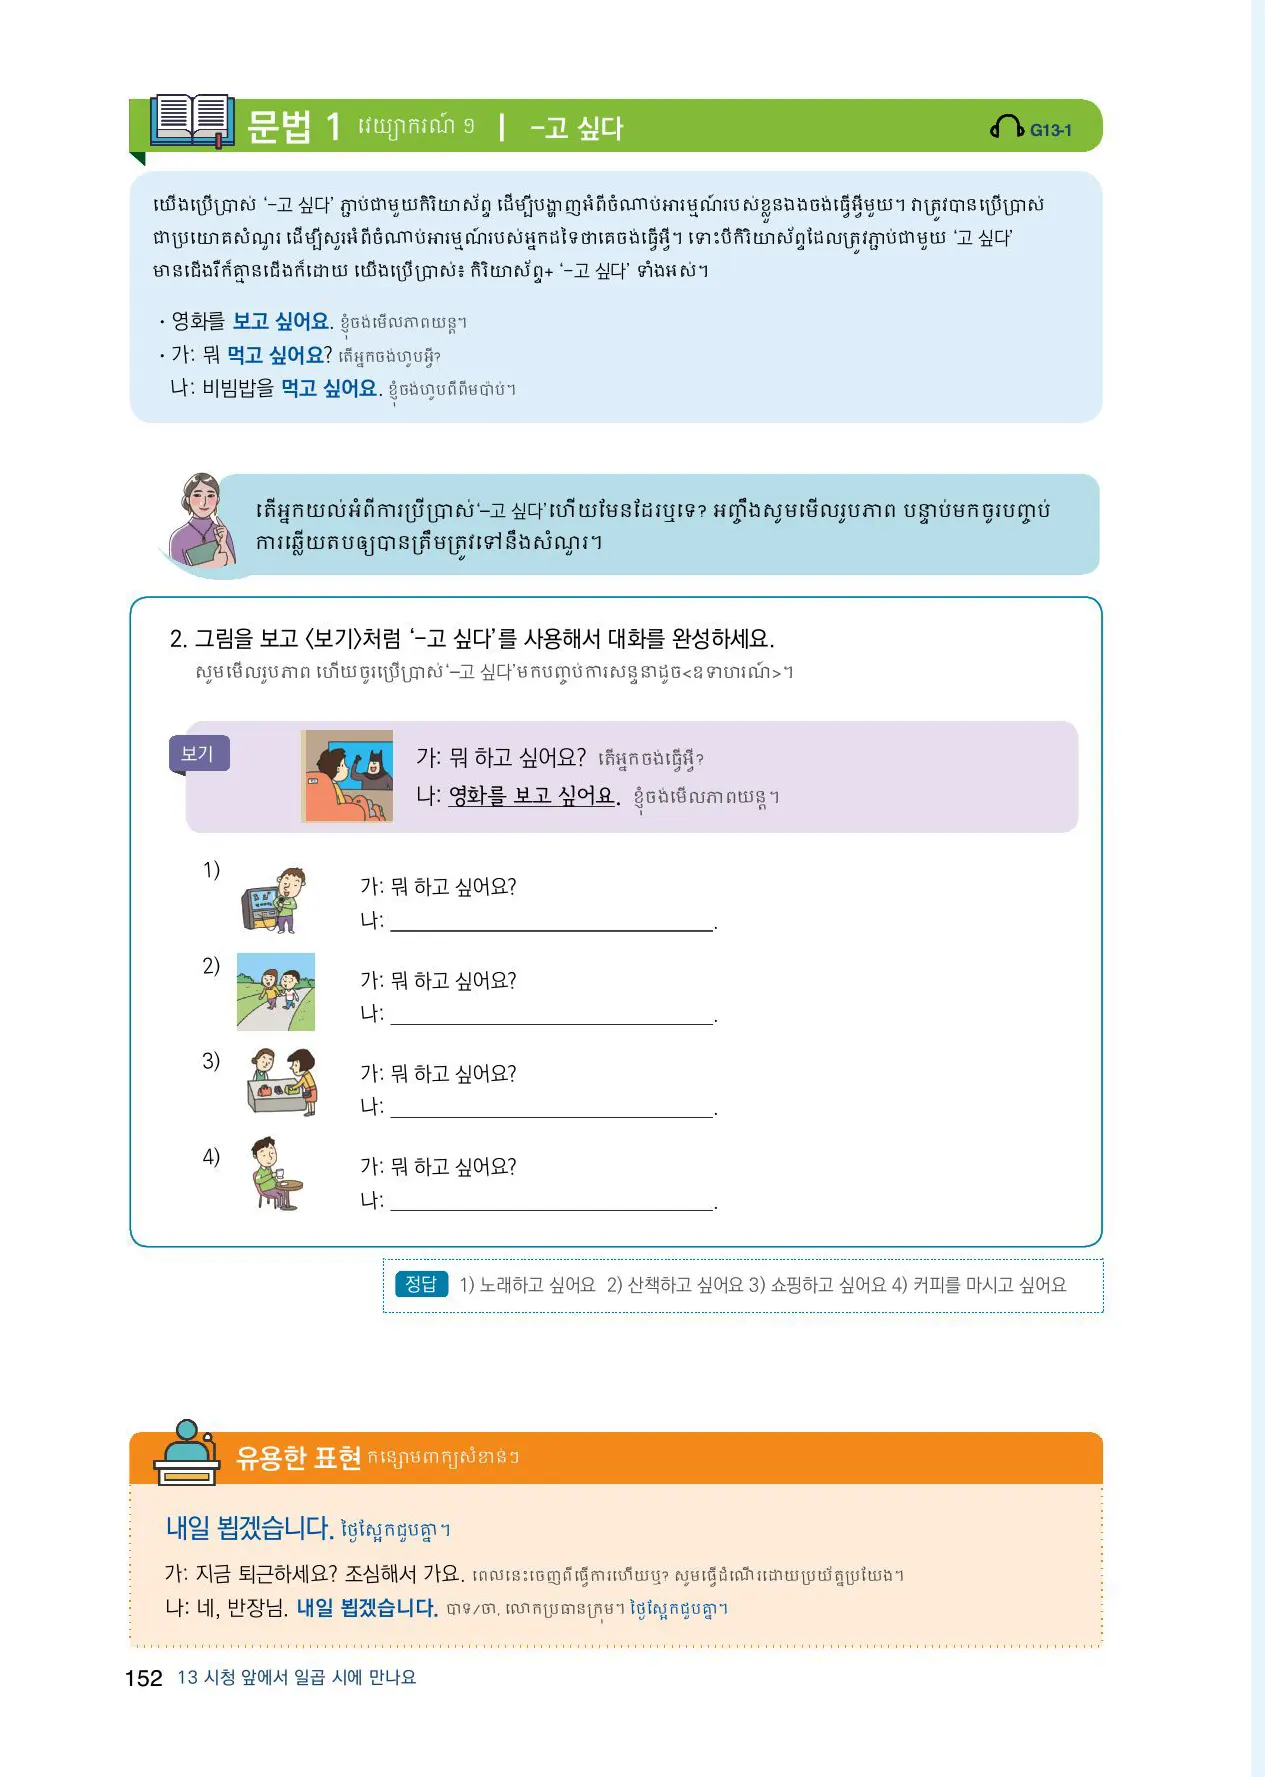 문법 1 វេយ្យាករណ៍ ១ | -고 싶다 G13-1
យើងប្រើប្រាស់ ‘-고 싶다’ ភ្ជាប់ជាមួយកិរិយាស័ព្ទ ដើម្បីបង្ហាញអំពីចំណាប់អារម្មណ៍របស់ខ្លួនឯងចង់ធ្វើអ្វីមួយ។ វាត្រូវបានប្រើប្រាស់
ជាប្រយោគសំណួរ ដើម្បីសួរអំពីចំណាប់អារម្មណ៍របស់អ្នកដទៃថាគេចង់ធ្វើអ្វី។ ទោះបីកិរិយាស័ព្ទដែលត្រូវភ្ជាប់ជាមួយ ‘고 싶다’
មានជើងរឺក៏គ្មានជើងក៏ដោយ យើងប្រើប្រាស់៖ កិរិយាស័ព្ទ+ ‘-고 싶다’ ទាំងអស់។
• 영화를 보고 싶어요. ខ្ញុំចង់មើលភាពយន្ត។
• 가: 뭐 먹고 싶어요? តើអ្នកចង់ហូបអ្វី?
나: 비빔밥을 먹고 싶어요. ខ្ញុំចង់ហូបពីពីមប៉ាប់។
តើអ្នកយល់អំពីការប្រើប្រាស់‘-고 싶다’ហើយមែនដែរឬទេ? អញ្ចឹងសូមមើលរូបភាព បន្ទាប់មកចូរបញ្ចប់
ការឆ្លើយតបឲ្យបានត្រឹមត្រូវទៅនឹងសំណួរ។
2. 그림을 보고 〈보기〉처럼 ‘-고 싶다’를 사용해서 대화를 완성하세요.
សូមមើលរូបភាព ហើយចូរប្រើប្រាស់‘-고 싶다’មកបញ្ចប់ការសន្ទនាដូច<ឧទាហរណ៍>។
보기
가: 뭐 하고 싶어요? តើអ្នកចង់ធ្វើអ្វី?
나: 영화를 보고 싶어요. ខ្ញុំចង់មើលភាពយន្ត។
1)
가: 뭐 하고 싶어요?
나: ______________________________.
2)
가: 뭐 하고 싶어요?
나: ______________________________.
3)
가: 뭐 하고 싶어요?
나: ______________________________.
4)
가: 뭐 하고 싶어요?
나: ______________________________.
정답 1) 노래하고 싶어요 2) 산책하고 싶어요 3) 쇼핑하고 싶어요 4) 커피를 마시고 싶어요
유용한 표현 កន្សោមពាក្យសំខាន់ៗ
내일 뵙겠습니다. ថ្ងៃស្អែកជួបគ្នា។
가: 지금 퇴근하세요? 조심해서 가요. ពេលនេះចេញពីធ្វើការហើយឬ? សូមធ្វើដំណើរដោយប្រយ័ត្នប្រយែង។
나: 네, 반장님. 내일 뵙겠습니다. បាទ/ចា, លោកប្រធានក្រុម។ ថ្ងៃស្អែកជួបគ្នា។
152 13 시청 앞에서 일곱 시에 만나요